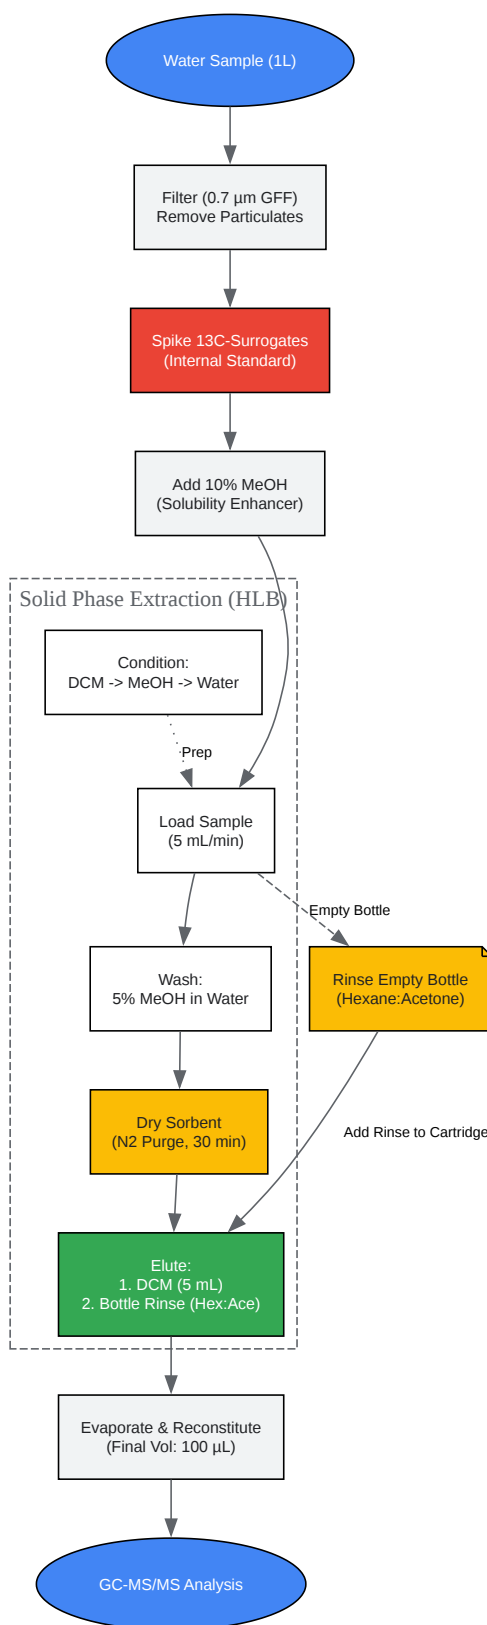 Water Sample (1L)
Filter (0.7 µm GFF)
Remove Particulates
Spike 13C-Surrogates
(Internal Standard)
Add 10% MeOH
(Solubility Enhancer)
Solid Phase Extraction (HLB)
Condition:
DCM -> MeOH -> Water
Prep
Load Sample
(5 mL/min)
Empty Bottle
Wash:
5% MeOH in Water
Rinse Empty Bottle
(Hexane:Acetone)
Dry Sorbent
(N2 Purge, 30 min)
Add Rinse to Cartridge
Elute:
1. DCM (5 mL)
2. Bottle Rinse (Hex:Ace)
Evaporate & Reconstitute
(Final Vol: 100 µL)
GC-MS/MS Analysis